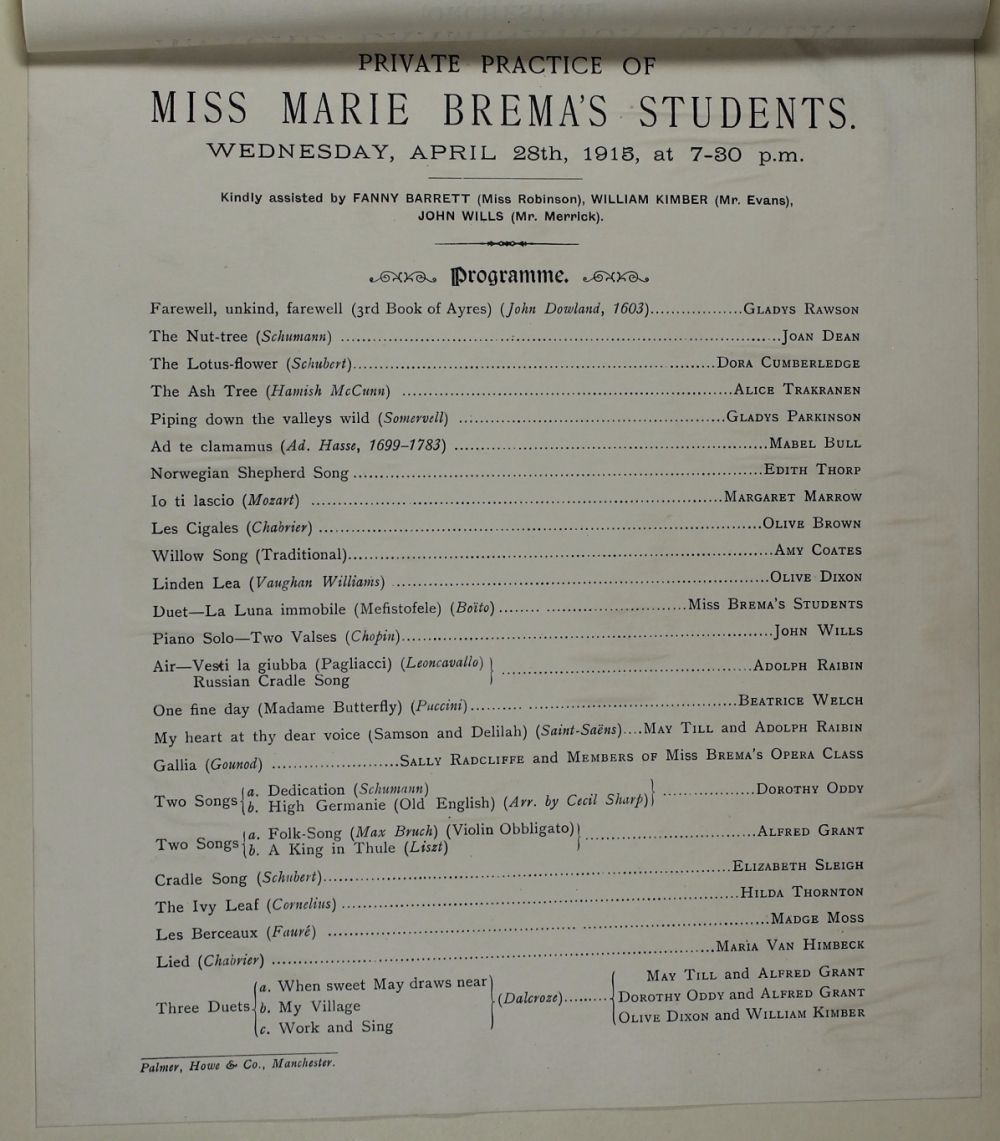 PRIVATE PRACTICE OF
MISS MARIE BREMA'S STUDENTS.
WEDNESDAY, APRIL 28th, 1915, at 7-30 p.m.
Kindly assisted by FANNY BARRETT (Miss Robinson), WILLIAM KIMBER (Mr. Evans),
JOHN WILLS (Mr. Merrick).
Programme.
Farewell, unkind, farewell (3rd Book of Ayres) (John Dowland, 1603)..................GLADYS RAWSON
The Nut-tree (Schumann) ..................JOAN DEAN
The Lotus-flower (Schubert)..................DORA CUMBERLEDGE
The Ash Tree (Hamish McCunn) ..................ALICE TRAKRANEN
Piping down the valleys wild (Somervell) ..................GLADYS PARKINSON
Ad te clamamus (Ad. Hasse, 1699–1783) ..................MABEL BULL
Norwegian Shepherd Song ..................EDITH THORP
Io ti lascio (Mozart) ..................MARGARET MARROW
Les Cigales (Chabrier) ..................OLIVE BROWN
Willow Song (Traditional)..................AMY COATES
Linden Lea (Vaughan Williams) ..................OLIVE DIXON
Duet—La Luna immobile (Mefistofele) (Boïto) ..................MISS BREMA'S STUDENTS
Piano Solo—Two Valses (Chopin)..................JOHN WILLS
Air—Vesti la giubba (Pagliacci) (Leoncavallo) ..................ADOLPH RAIBIN
Russian Cradle Song
One fine day (Madame Butterfly) (Puccini)..................BEATRICE WELCH
My heart at thy dear voice (Samson and Delilah) (Saint-Saëns)....MAY TILL and ADOLPH RAIBIN
Gallia (Gounod) ..................SALLY RADCLIFFE and MEMBERS OF MISS BREMA'S OPERA CLASS
Two Songs a. Dedication (Schumann) ..................DOROTHY ODDY
b. High Germanie (Old English) (Arr. by Cecil Sharp)
Two Songs a. Folk-Song (Max Bruch) (Violin Obbligato) ..................ALFRED GRANT
b. A King in Thule (Liszt)
Cradle Song (Schubert)..................ELIZABETH SLEIGH
The Ivy Leaf (Cornelius) ..................HILDA THORNTON
Les Berceaux (Fauré) ..................MADGE MOSS
Lied (Chabrier) ..................MARIA VAN HIMBECK
a. When sweet May draws near MAY TILL and ALFRED GRANT
Three Duets b. My Village (Dalcroze)..........DOROTHY ODDY and ALFRED GRANT
c. Work and Sing OLIVE DIXON and WILLIAM KIMBER
Palmer, Howe & Co., Manchester.